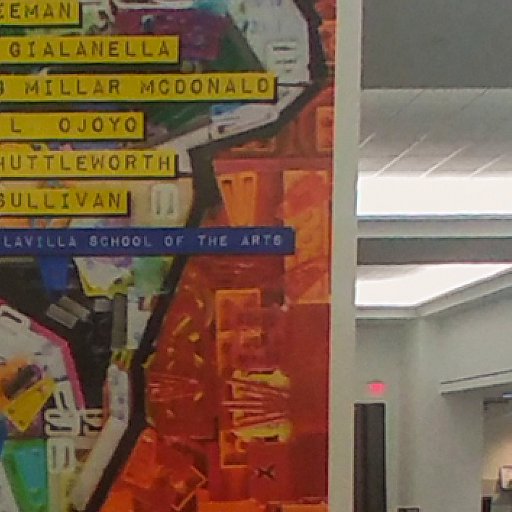 EEMAN
GIALANELLA
MILLAR MCDONALD
L OJOYO
HUTTLEWORTH
SULLIVAN
LAVILLA SCHOOL OF THE ARTS